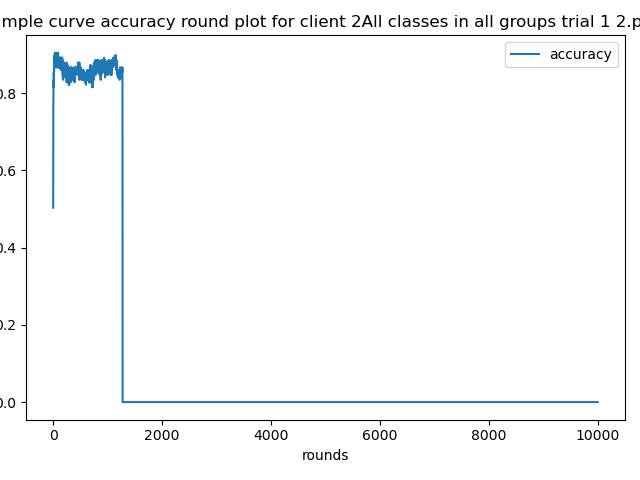 mple curve accuracy round plot for client 2All classes in all groups trial 1 2.p
accuracy
0.8
0.6
0.4
0.2
0.0
0 2000 4000 6000 8000 10000
rounds